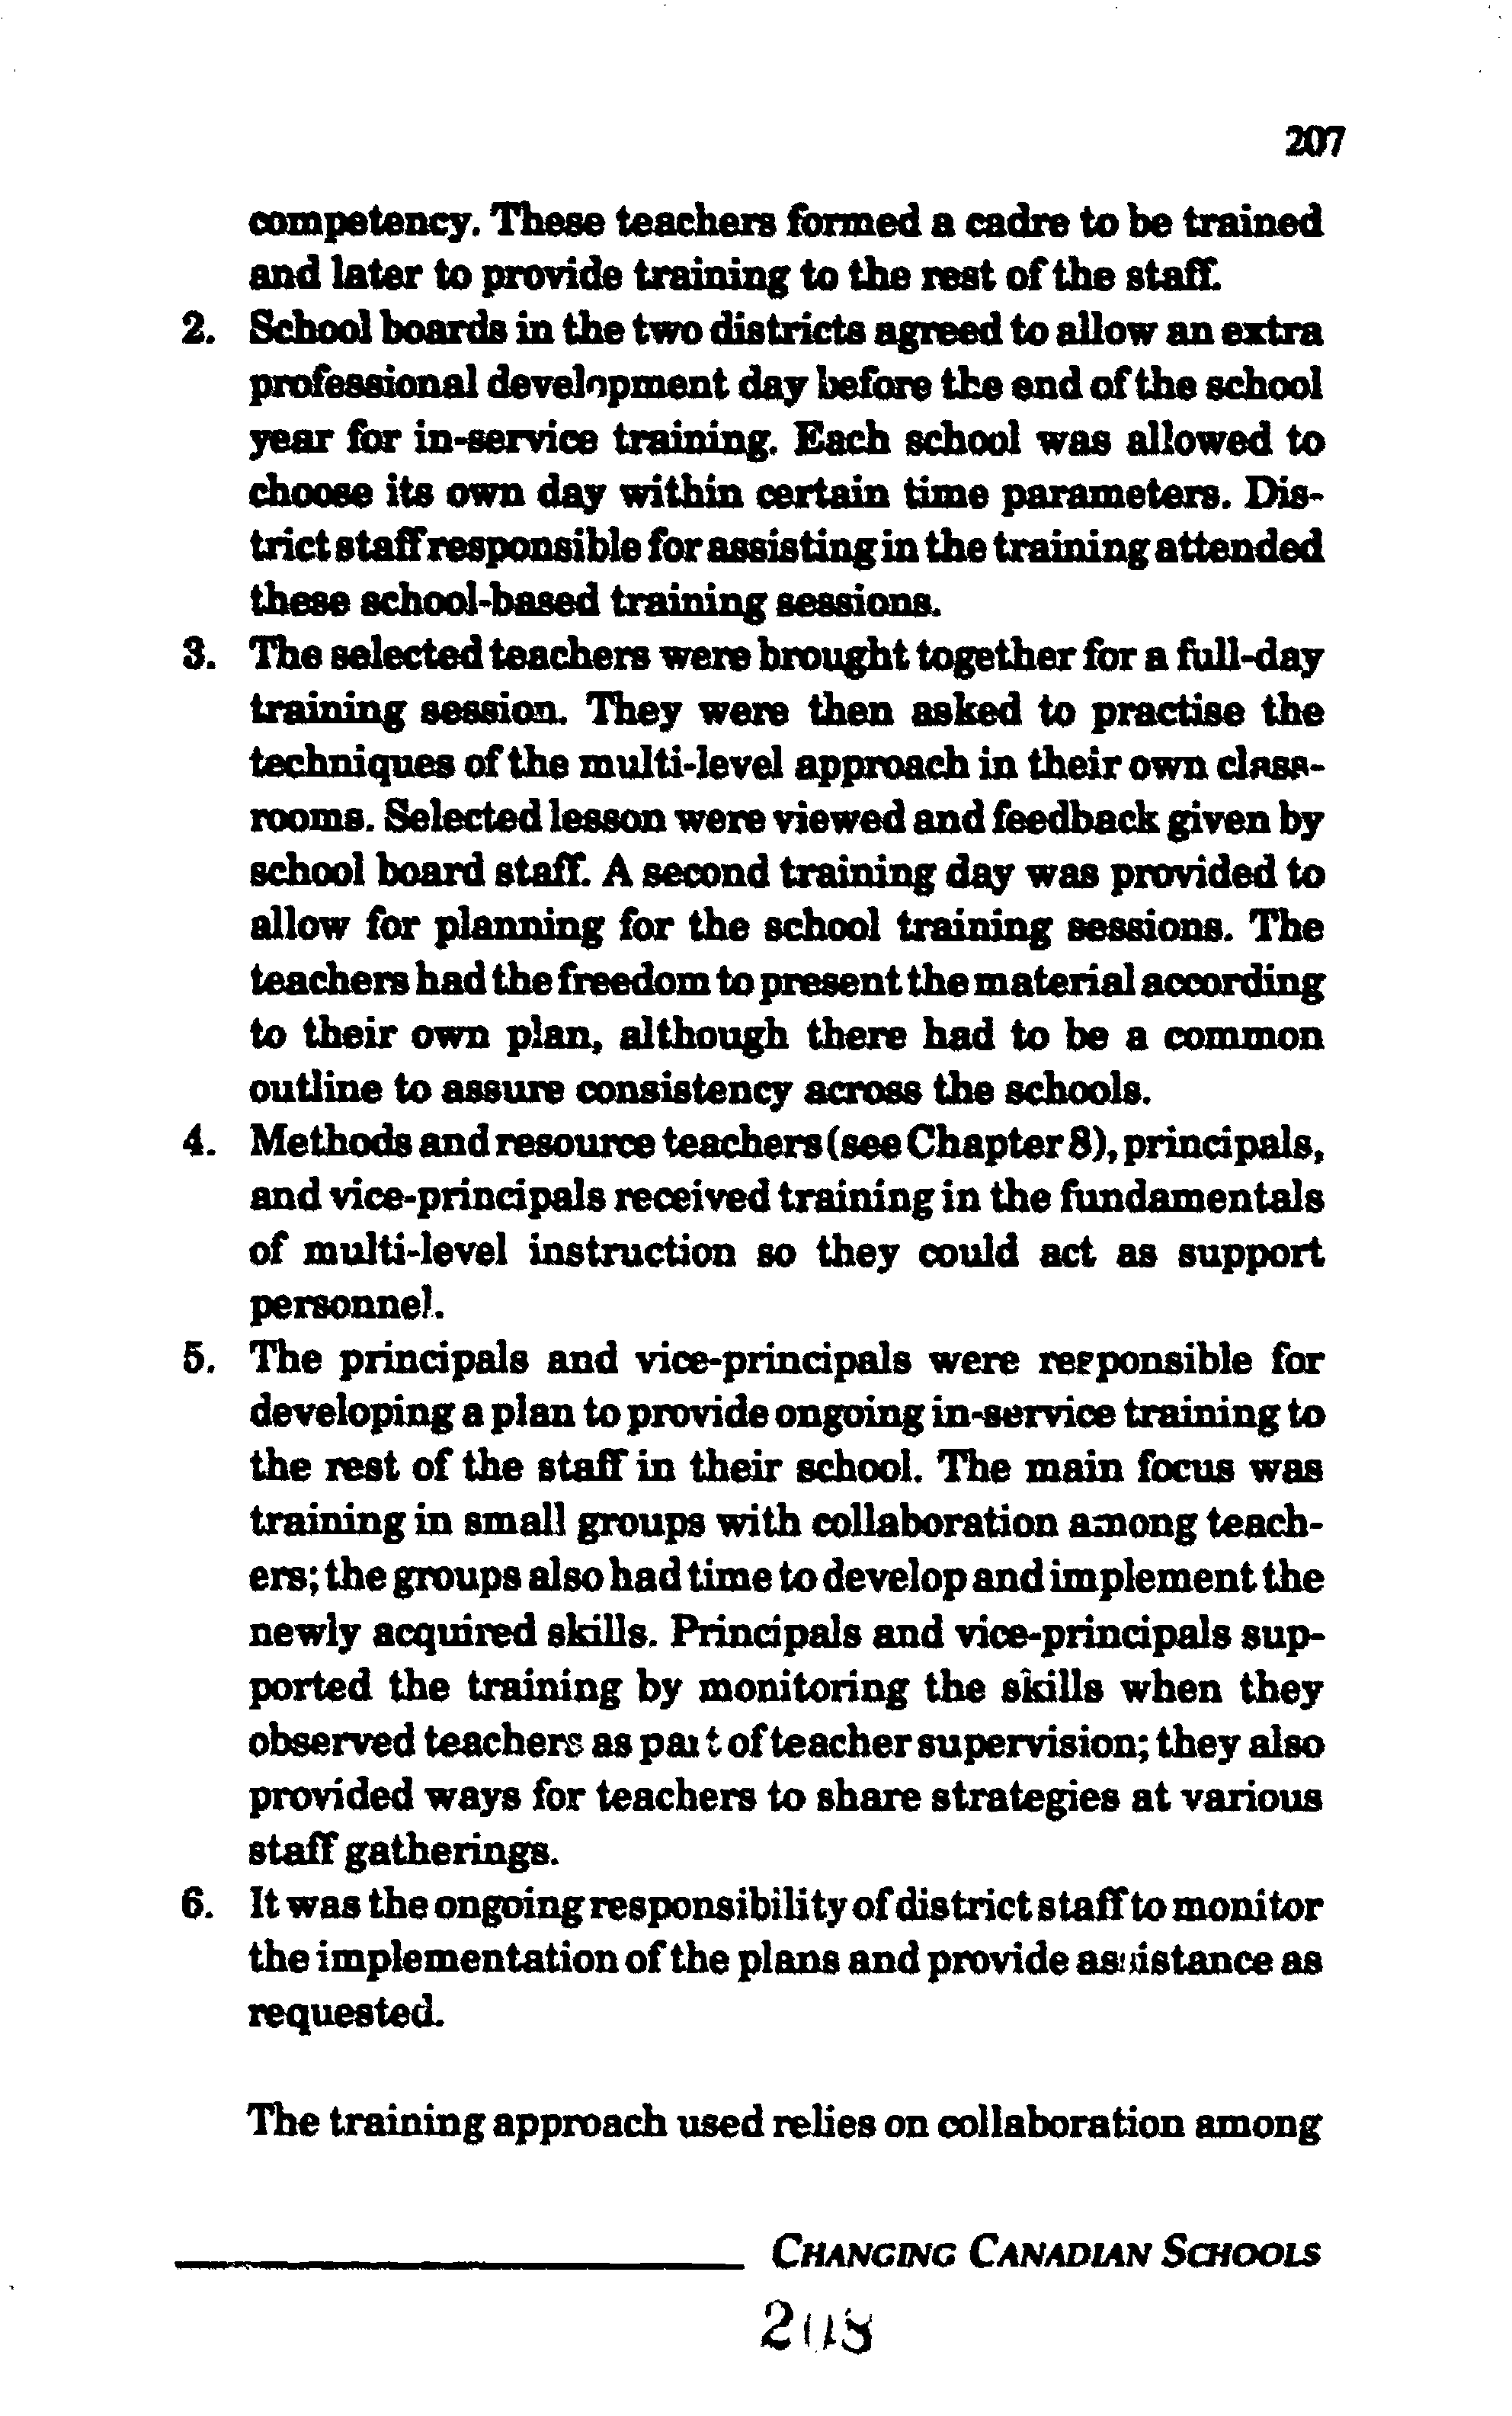 207
competency. These teachers formed a cadre to be trained
and later to provide training to the rest of the staff.
2. School boards in the two districts agreed to allow an extra
professional development day before the end of the school
year for in-service training. Each school was allowed to
choose its own day within certain time parameters. Dis-
trict staff responsible for assisting in the training attended
these school-based training sessions.
3. The selected teachers were brought together for a full-day
training session. They were then asked to practise the
techniques of the multi-level approach in their own class-
rooms. Selected lesson were viewed and feedback given by
school board staff. A second training day was provided to
allow for planning for the school training sessions. The
teachers had the freedom to present the material according
to their own plan, although there had to be a common
outline to assure consistency across the schools.
4. Methods and resource teachers (see Chapter 8), principals,
and vice-principals received training in the fundamentals
of multi-level instruction so they could act as support
personnel.
5. The principals and vice-principals were responsible for
developing a plan to provide ongoing in-service training to
the rest of the staff in their school. The main focus was
training in small groups with collaboration among teach-
ers; the groups also had time to develop and implement the
newly acquired skills. Principals and vice-principals sup-
ported the training by monitoring the skills when they
observed teachers as part of teacher supervision; they also
provided ways for teachers to share strategies at various
staff gatherings.
6. It was the ongoing responsibility of district staff to monitor
the implementation of the plans and provide assistance as
requested.
The training approach used relies on collaboration among
CHANGING CANADIAN SCHOOLS
208